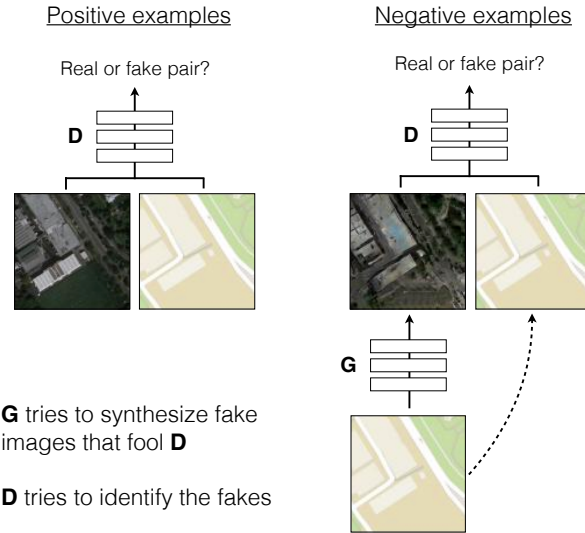 Positive examples
Negative examples
Real or fake pair?
Real or fake pair?
D
D
G
G tries to synthesize fake
images that fool D
D tries to identify the fakes